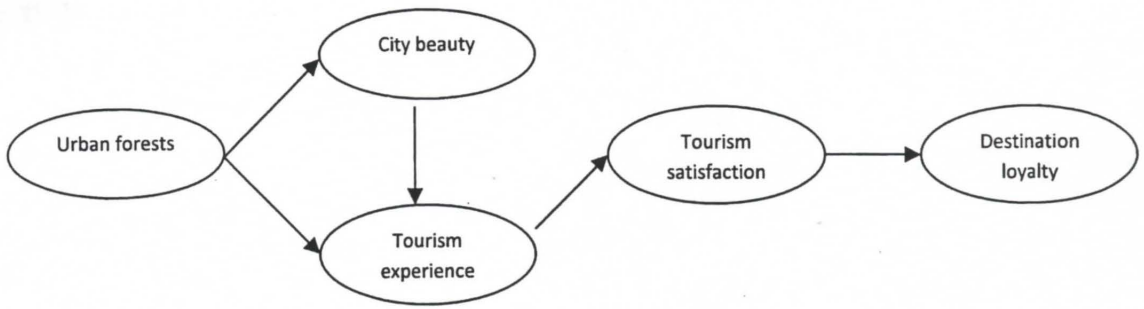 City beauty
Urban forests
Tourism
satisfaction
Destination
loyalty
Tourism
experience